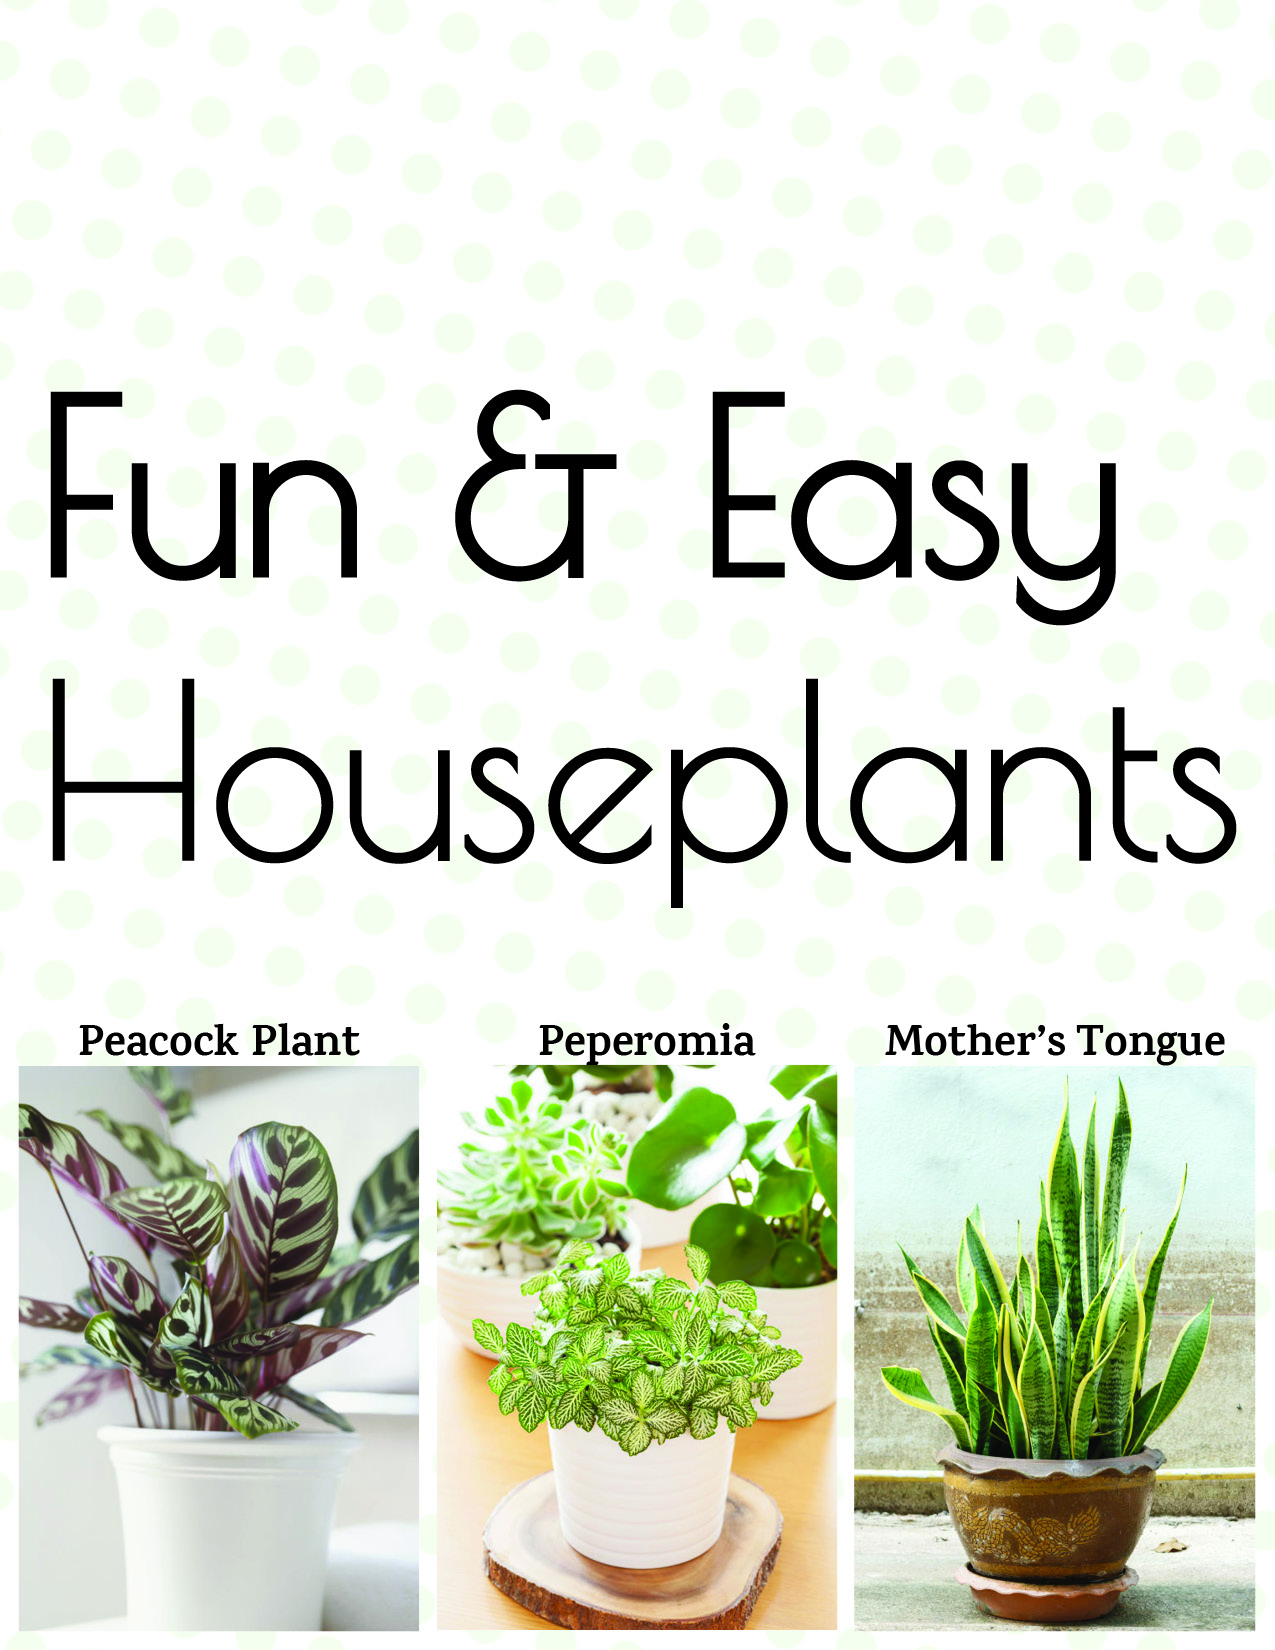 Fun & Easy
Houseplants
Peacock Plant
Peperomia
Mother’s Tongue